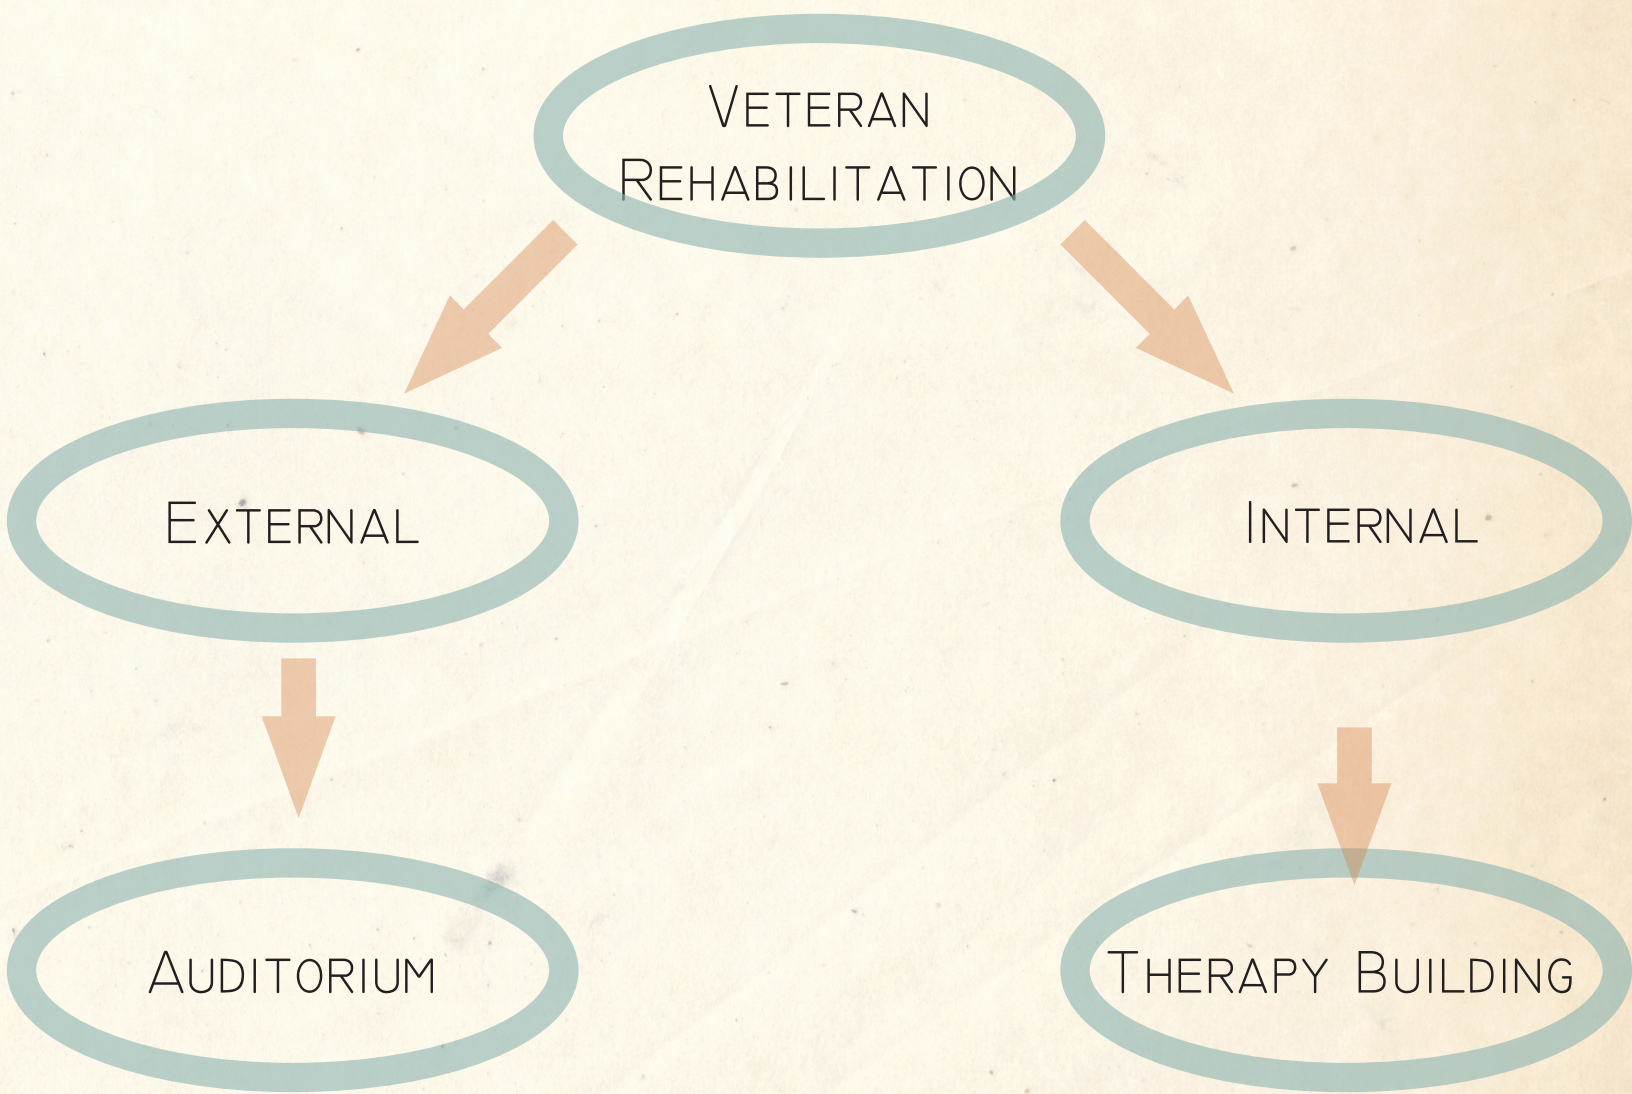 Veteran
Rehabilitation
External
Internal
Auditorium
Therapy Building